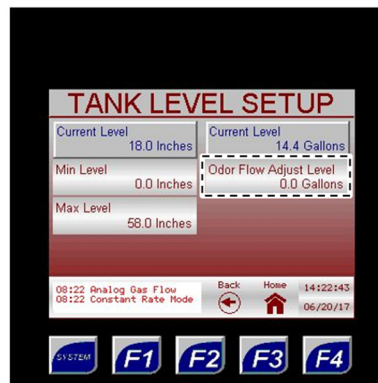 TANK LEVEL SETUP
Current Level
18.0 Inches
Current Level
14.4 Gallons
Min Level
0.0 Inches
Odor Flow Adjust Level
0.0 Gallons
Max Level
58.0 Inches
08:22 Analog Gas Flow
08:22 Constant Rate Mode
Back
Home
14:22:43
06/20/17
SYSTEM
F1
F2
F3
F4